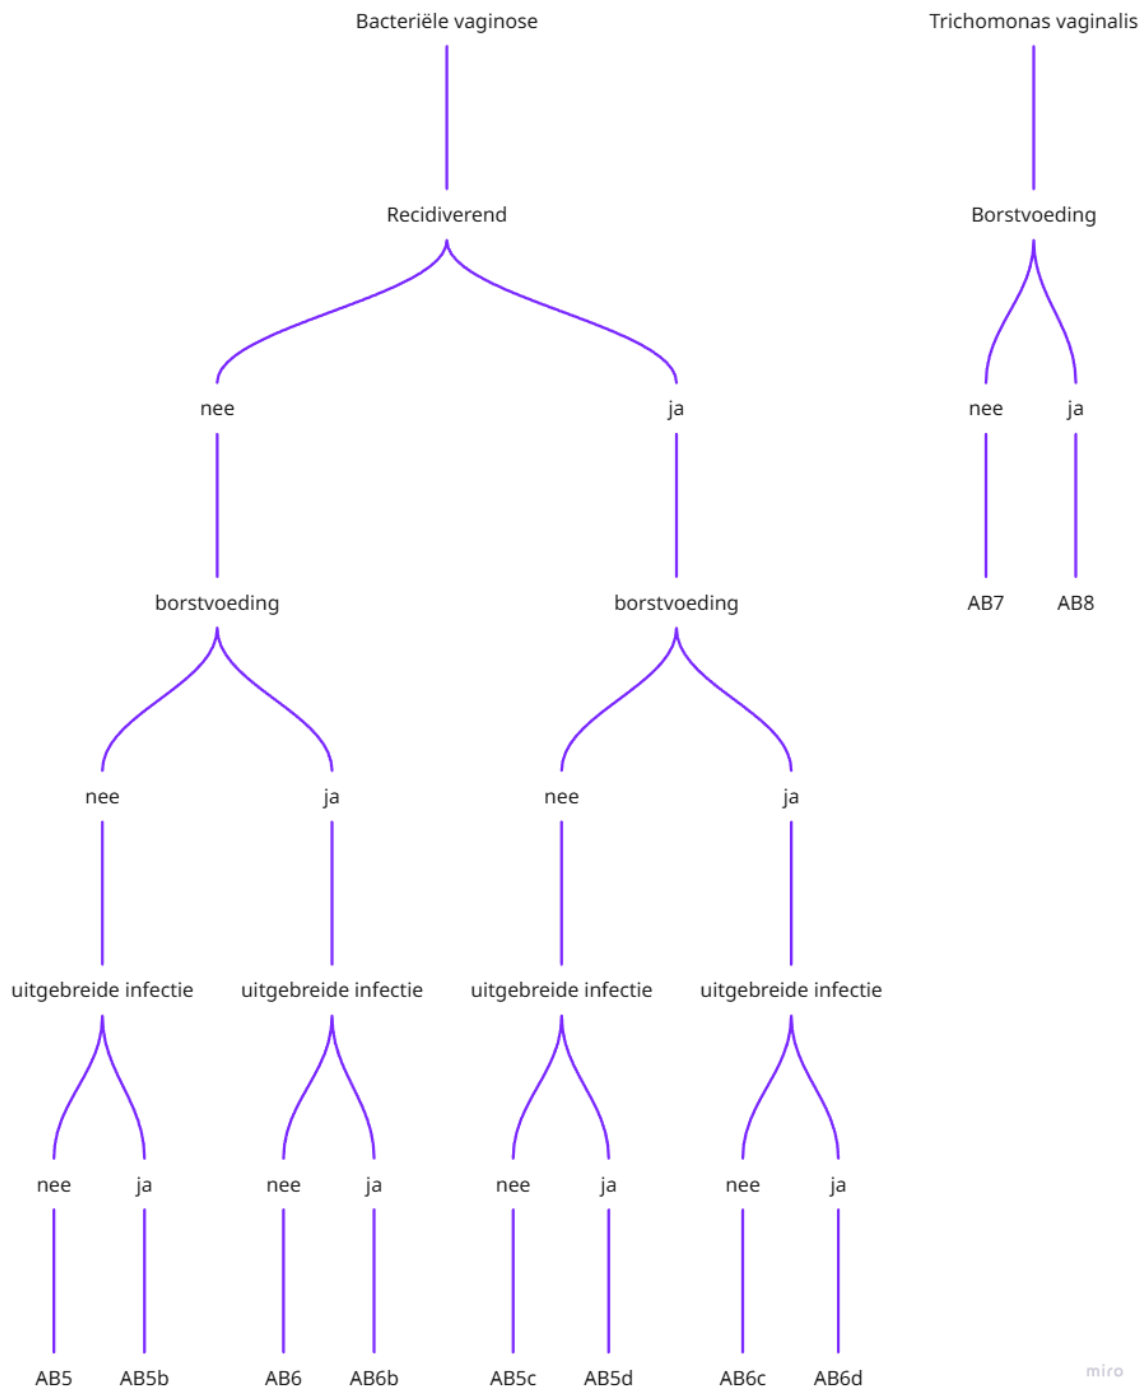 Bacteriële vaginose
Trichomonas vaginalis
Recidiverend
Borstvoeding
nee
ja
nee
ja
borstvoeding
borstvoeding
AB7
AB8
nee
ja
nee
ja
uitgebreide infectie
uitgebreide infectie
uitgebreide infectie
uitgebreide infectie
nee
ja
nee
ja
nee
ja
nee
ja
AB5
AB5b
AB6
AB6b
AB5c
AB5d
AB6c
AB6d
miro